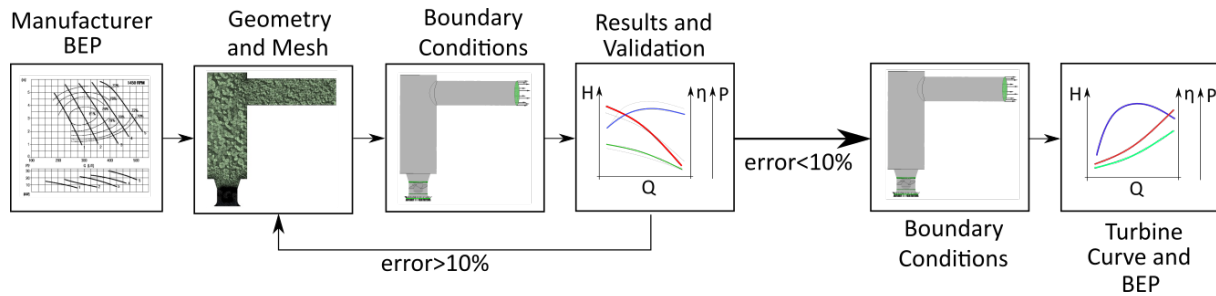 Manufacturer
BEP
Geometry
and Mesh
Boundary
Conditions
Results and
Validation
H
η
P
Q
error>10%
error<10%
Boundary
Conditions
H
η
P
Q
Turbine
Curve and
BEP